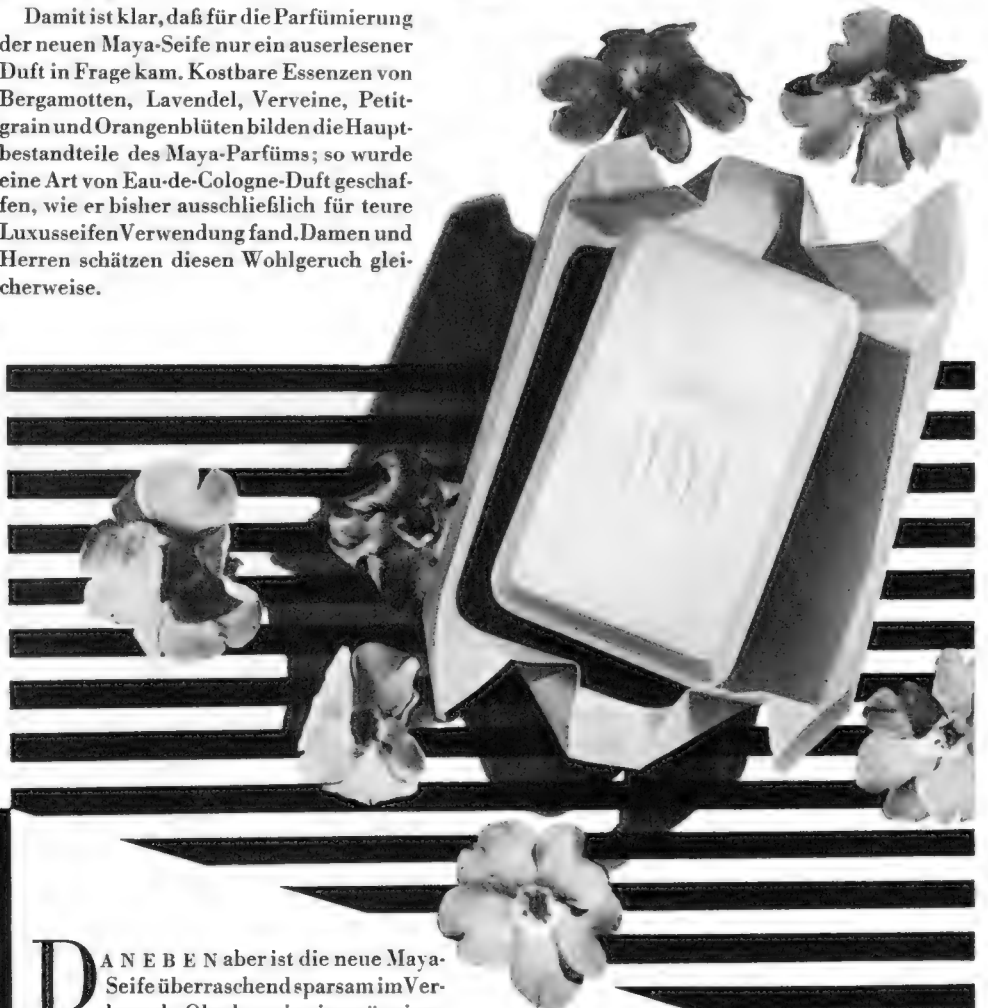 Damit ist klar, daß für die Parfümierung
der neuen Maya-Seife nur ein auserlesener
Duft in Frage kam. Kostbare Essenzen von
Bergamotten, Lavendel, Verveine, Petit-
grain und Orangenblüten bilden die Haupt-
bestandteile des Maya-Parfüms; so wurde
eine Art von Eau-de-Cologne-Duft geschaf-
fen, wie er bisher ausschließlich für teure
Luxusseifen Verwendung fand. Damen und
Herren schätzen diesen Wohlgeruch glei-
cherweise.
DANEBEN aber ist die neue Maya-
Seife überraschend sparsam im Ver-